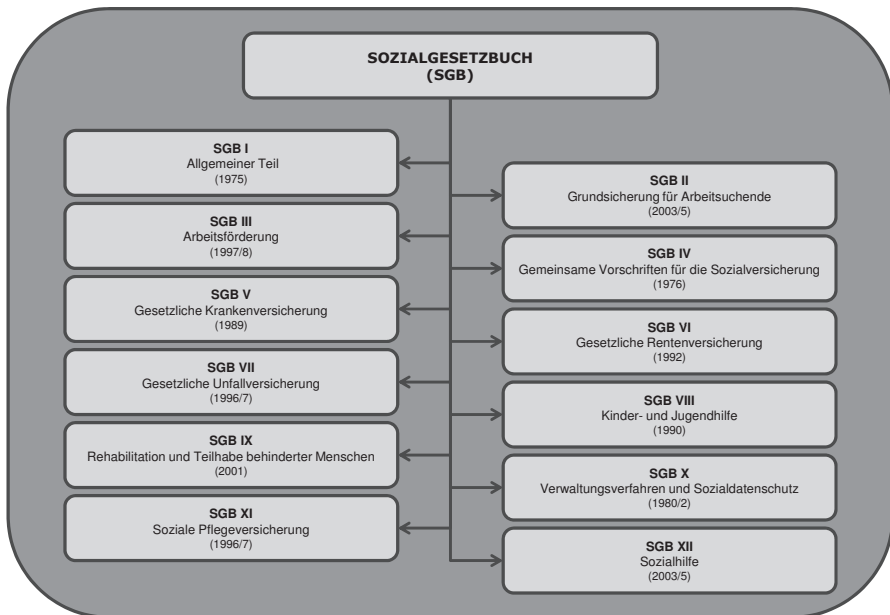 SOZIALGESETZBUCH
(SGB)
SGB I
Allgemeiner Teil
(1975)
SGB II
Grundsicherung für Arbeitsuchende
(2003/5)
SGB III
Arbeitsförderung
(1997/8)
SGB IV
Gemeinsame Vorschriften für die Sozialversicherung
(1976)
SGB V
Gesetzliche Krankenversicherung
(1989)
SGB VI
Gesetzliche Rentenversicherung
(1992)
SGB VII
Gesetzliche Unfallversicherung
(1996/7)
SGB VIII
Kinder- und Jugendhilfe
(1990)
SGB IX
Rehabilitation und Teilhabe behinderter Menschen
(2001)
SGB X
Verwaltungsverfahren und Sozialdatenschutz
(1980/2)
SGB XI
Soziale Pflegeversicherung
(1996/7)
SGB XII
Sozialhilfe
(2003/5)